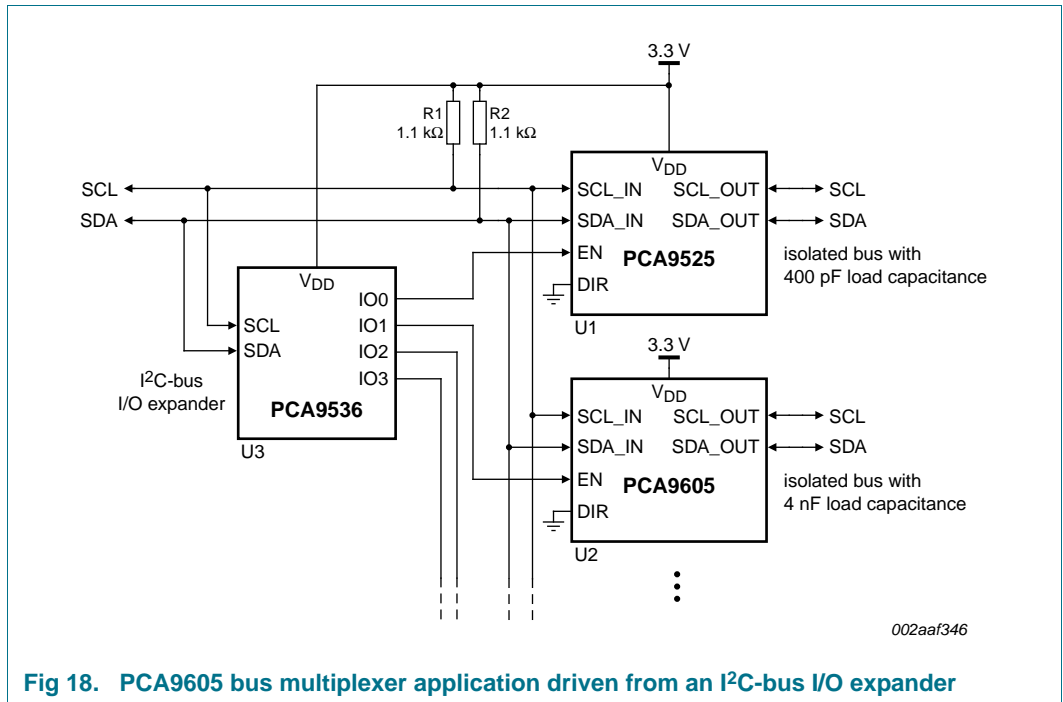 3.3 V
R1
1.1 kΩ
R2
1.1 kΩ
VDD
SCL
SCL_IN
SCL_OUT
SCL
SDA
SDA_IN
SDA_OUT
SDA
EN
PCA9525
DIR
U1
isolated bus with
400 pF load capacitance
VDD
IO0
SCL
IO1
SDA
IO2
IO3
I2C-bus
I/O expander
PCA9536
U3
3.3 V
VDD
SCL_IN
SCL_OUT
SCL
SDA_IN
SDA_OUT
SDA
EN
PCA9605
DIR
U2
isolated bus with
4 nF load capacitance
002aaf346
Fig 18. PCA9605 bus multiplexer application driven from an I2C-bus I/O expander